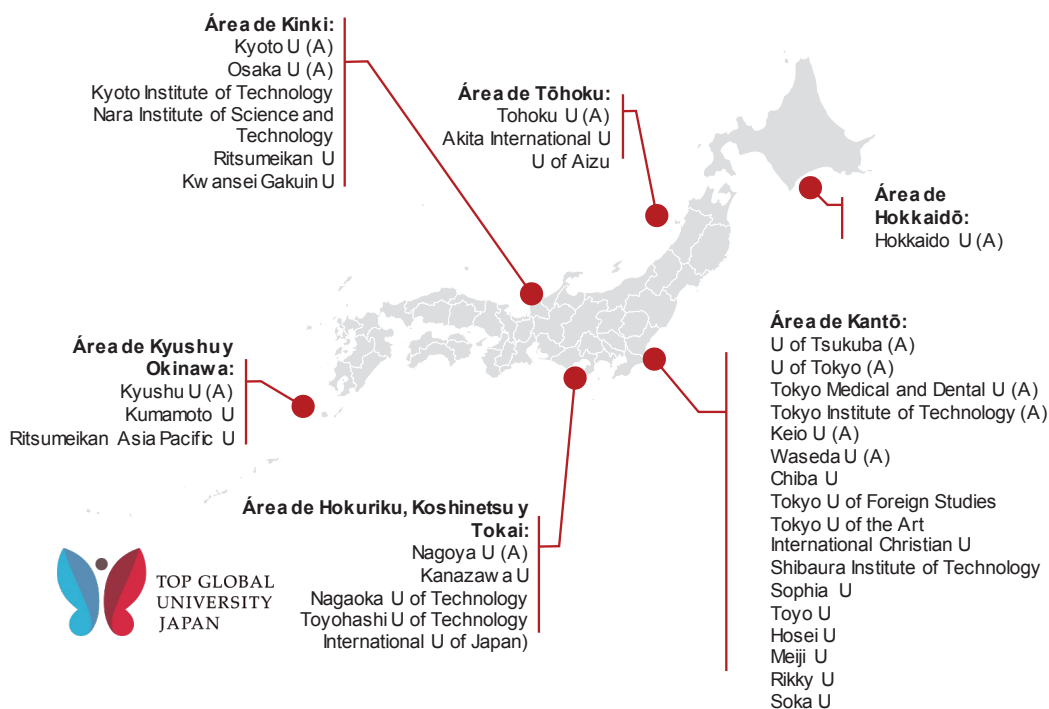 Área de Kinki:
Kyoto U (A)
Osaka U (A)
Kyoto Institute of Technology
Nara Institute of Science and
Technology
Ritsumeikan U
Kwansei Gakuin U
Área de Tōhoku:
Tohoku U (A)
Akita International U
U of Aizu
Área de
Hokkaidō:
Hokkaido U (A)
Área de Kantō:
U of Tsukuba (A)
U of Tokyo (A)
Tokyo Medical and Dental U (A)
Tokyo Institute of Technology (A)
Keio U (A)
Waseda U (A)
Chiba U
Tokyo U of Foreign Studies
Tokyo U of the Art
International Christian U
Shibaura Institute of Technology
Sophia U
Toyo U
Hosei U
Meiji U
Rikky U
Soka U
Área de Kyushu y
Okinawa:
Kyushu U (A)
Kumamoto U
Ritsumeikan Asia Pacific U
Área de Hokuriku, Koshinetsu y
Tokai:
Nagoya U (A)
Kanazawa U
Nagaoka U of Technology
Toyohashi U of Technology
International U of Japan)
TOP GLOBAL
UNIVERSITY
JAPAN